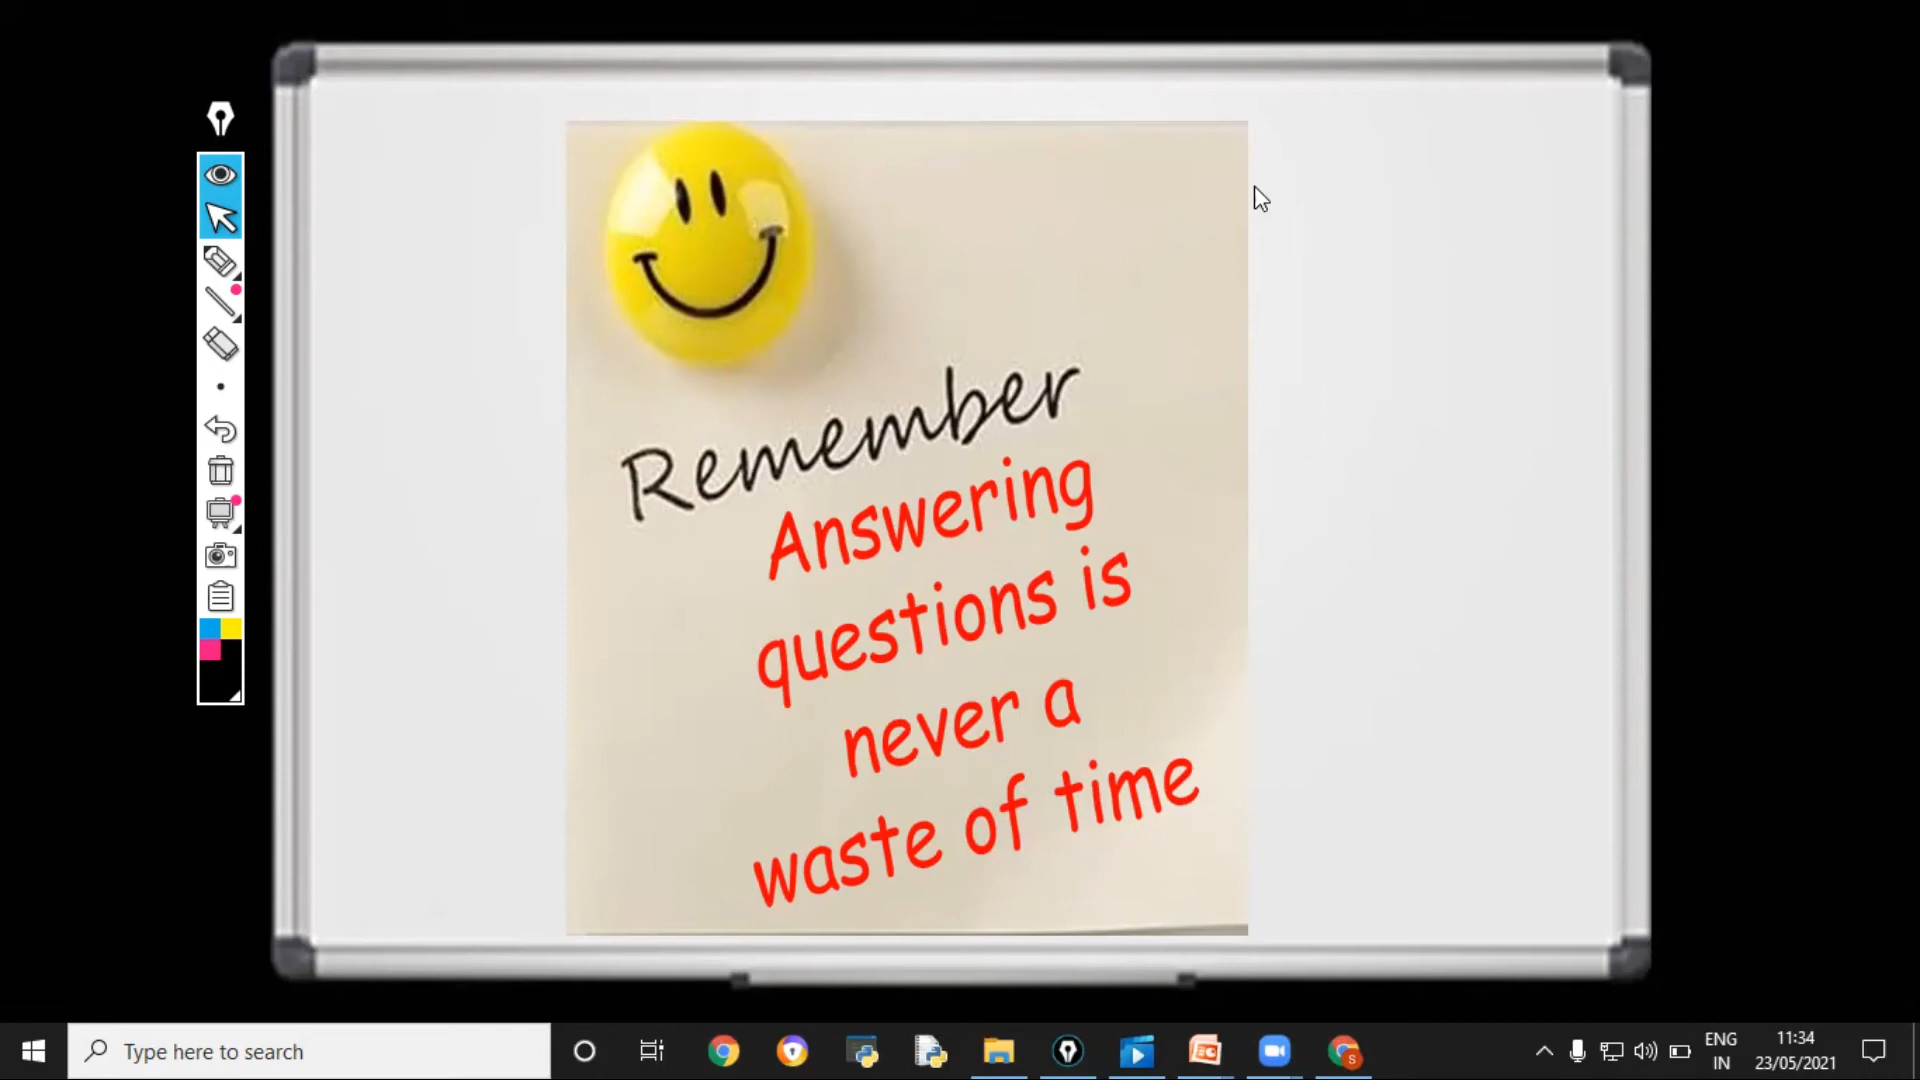 Remember
Answering
questions is
never a
waste of time
Type here to search
ENG
IN
11:34
23/05/2021
S